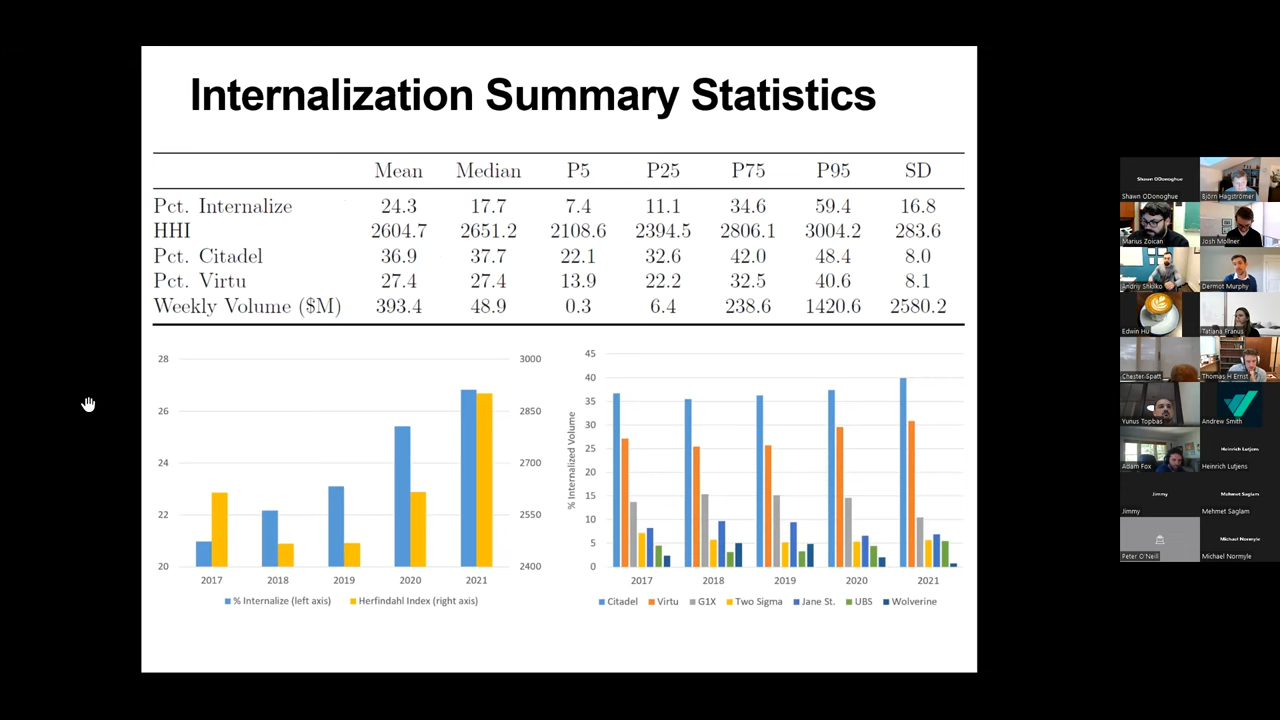 Internalization Summary Statistics
Mean Median P5 P25 P75 P95 SD
Pct. Internalize 24.3 17.7 7.4 11.1 34.6 59.4 16.8
HHI 2604.7 2651.2 2108.6 2394.5 2806.1 3004.2 283.6
Pct. Citadel 36.9 37.7 22.1 32.6 42.0 48.4 8.0
Pct. Virtu 27.4 27.4 13.9 22.2 32.5 40.6 8.1
Weekly Volume ($M) 393.4 48.9 0.3 6.4 238.6 1420.6 2580.2
28 3000
26 2850
24 2700
22 2550
20 2400
2017 2018 2019 2020 2021
% Internalize (left axis) Herfindahl Index (right axis)
% Internalized Volume
45
40
35
30
25
20
15
10
5
0
2017 2018 2019 2020 2021
Citadel Virtu G1X Two Sigma Jane St. UBS Wolverine
Shawn ODonoghue
Shawn ODonoghue Björn Hagströmer
Marius Zoican Josh Mollner
Andriy Shkilko Dermot Murphy
Edwin Hu Tatiana Franus
Chester Spatt Thomas H Ernst
Yunus Topbas Andrew Smith
Heinrich Lutjens
Adam Fox Heinrich Lutjens
Jimmy Mehmet Saglam
Jimmy Mehmet Saglam
Michael Normyle
Peter O'Neill Michael Normyle